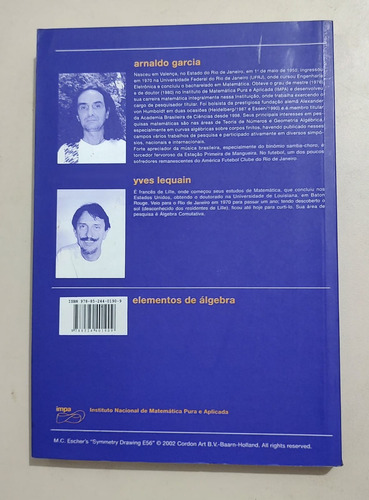 arnaldo garcia
Nasceu em Valença, no Estado do Rio de Janeiro, em 1º de maio de 1950. Ingressou
em 1970 na Universidade Federal do Rio de Janeiro (UFRJ), onde cursou Engenharia
Eletrônica e concluiu o bacharelado em Matemática. Obteve o grau de mestre (1976)
e de doutor (1980) no Instituto de Matemática Pura e Aplicada (IMPA) e desenvolveu
sua carreira matemática integralmente nessa Instituição, onde trabalha exercendo o
cargo de pesquisador titular. Foi bolsista da prestigiosa fundação alemã Alexander
von Humboldt em duas ocasiões (Heidelberg/1981 e Essen/1990) e é membro titular
da Academia Brasileira de Ciências desde 1999. Seus principais interesses em pes-
quisas matemáticas são nas áreas de Teoria de Números e Geometria Algébrica,
especialmente em curvas algébricas sobre corpos finitos, havendo publicado nesses
campos vários trabalhos de pesquisa e participado ativamente em diversos simpó-
sios, nacionais e internacionais.
Forte apreciador da música brasileira, especialmente do binômio samba-choro, é
torcedor fervoroso da Estação Primeira de Mangueira. No futebol, um dos poucos
sofredores remanescentes do América Futebol Clube do Rio de Janeiro.
yves lequain
É francês de Lille, onde começou seus estudos de Matemática, que concluiu nos
Estados Unidos, obtendo o doutorado na Universidade de Louisiana, em Baton
Rouge. Veio para o Rio de Janeiro em 1970 para passar um ano; tendo descoberto o
sol (desconhecido dos residentes de Lille), ficou até hoje para curti-lo. Sua área de
pesquisa é Álgebra Comutativa.
ISBN 978-85-244-0190-9
elementos de álgebra
impa
Instituto Nacional de Matemática Pura e Aplicada
M.C. Escher's "Symmetry Drawing E56" © 2002 Cordon Art B.V.-Baarn-Holland. All rights reserved.